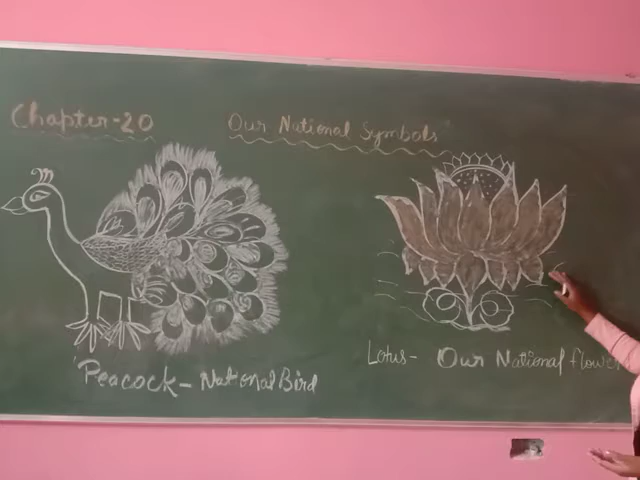 Chapter-20
Our National Symbols
Peacock - National Bird
Lotus - Our National flower